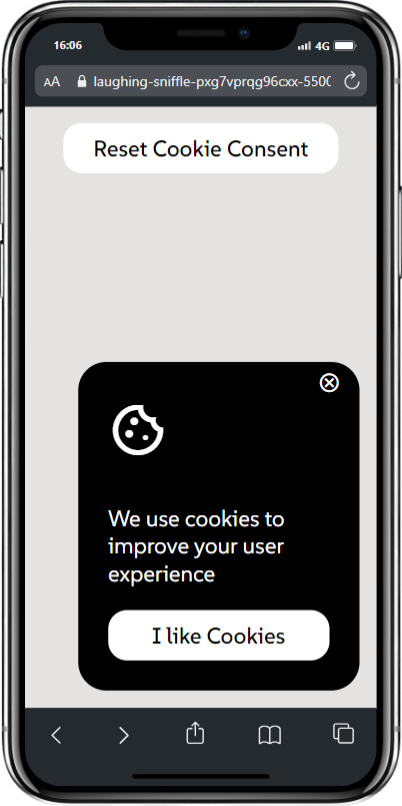 16:06
4G
AA
laughing-sniffle-pxg7vprqg96cxx-550
Reset Cookie Consent
We use cookies to
improve your user
experience
I like Cookies